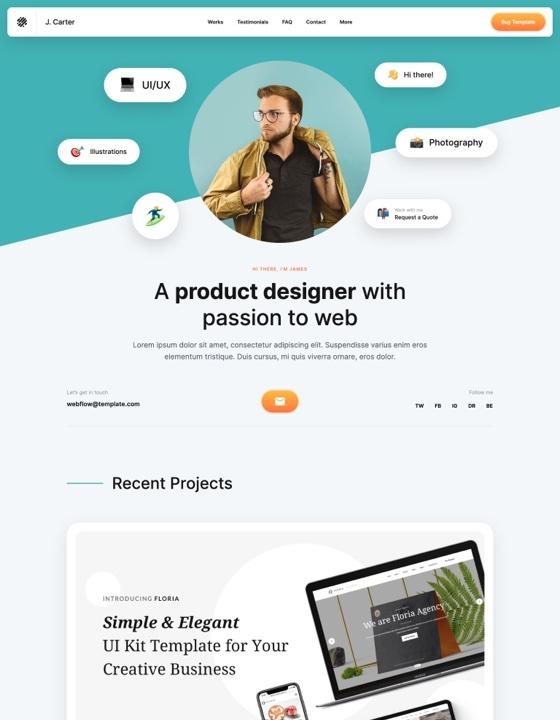 J. Carter
Works Testimonials FAQ Contact More
Buy Template
UI/UX
Hi there!
Illustrations
Photography
Work with me
Request a Quote
HI THERE, I'M JAMES
A product designer with
passion to web
Lorem ipsum dolor sit amet, consectetur adipiscing elit. Suspendisse varius enim eros
elementum tristique. Duis cursus, mi quis viverra ornare, eros dolor.
Let's get in touch
webflow@template.com
Follow me
TW FB IG DR BE
Recent Projects
INTRODUCING FLORIA
Simple & Elegant
UI Kit Template for Your
Creative Business
We are Floria Agency